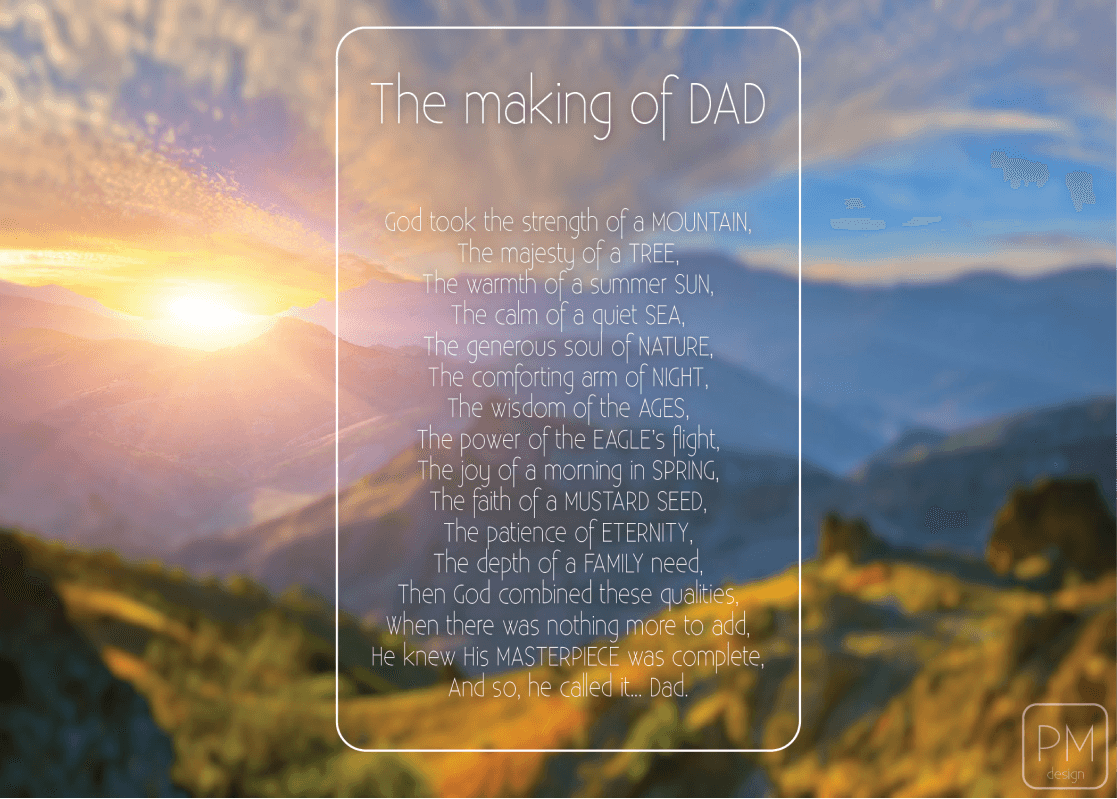 The making of DAD
God took the strength of a MOUNTAIN,
The majesty of a TREE,
The warmth of a summer SUN,
The calm of a quiet SEA,
The generous soul of NATURE,
The comforting arm of NIGHT,
The wisdom of the AGES,
The power of the EAGLE's flight,
The joy of a morning in SPRING,
The faith of a MUSTARD SEED,
The patience of ETERNITY,
The depth of a FAMILY need,
Then God combined these qualities,
When there was nothing more to add,
He knew His MASTERPIECE was complete,
And so, he called it... Dad.
PM
design